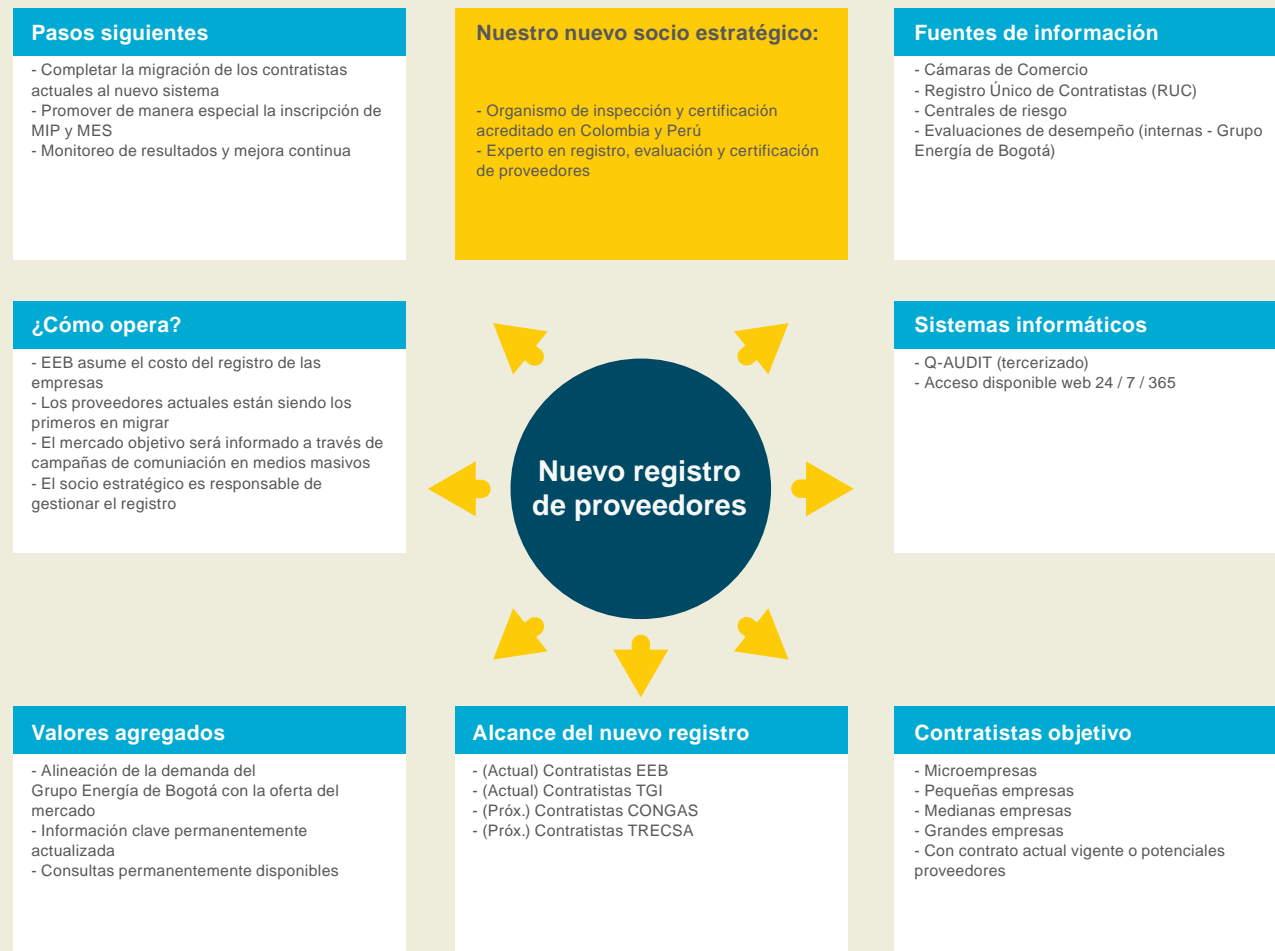 Pasos siguientes
- Completar la migración de los contratistas
actuales al nuevo sistema
- Promover de manera especial la inscripción de
MIP y MES
- Monitoreo de resultados y mejora continua
Nuestro nuevo socio estratégico:
- Organismo de inspección y certificación
acreditado en Colombia y Perú
- Experto en registro, evaluación y certificación
de proveedores
Fuentes de información
- Cámaras de Comercio
- Registro Único de Contratistas (RUC)
- Centrales de riesgo
- Evaluaciones de desempeño (internas - Grupo
Energía de Bogotá)
¿Cómo opera?
- EEB asume el costo del registro de las
empresas
- Los proveedores actuales están siendo los
primeros en migrar
- El mercado objetivo será informado a través de
campañas de comuniación en medios masivos
- El socio estratégico es responsable de
gestionar el registro
Nuevo registro
de proveedores
Sistemas informáticos
- Q-AUDIT (tercerizado)
- Acceso disponible web 24 / 7 / 365
Valores agregados
- Alineación de la demanda del
Grupo Energía de Bogotá con la oferta del
mercado
- Información clave permanentemente
actualizada
- Consultas permanentemente disponibles
Alcance del nuevo registro
- (Actual) Contratistas EEB
- (Actual) Contratistas TGI
- (Próx.) Contratistas CONGAS
- (Próx.) Contratistas TRECSA
Contratistas objetivo
- Microempresas
- Pequeñas empresas
- Medianas empresas
- Grandes empresas
- Con contrato actual vigente o potenciales
proveedores